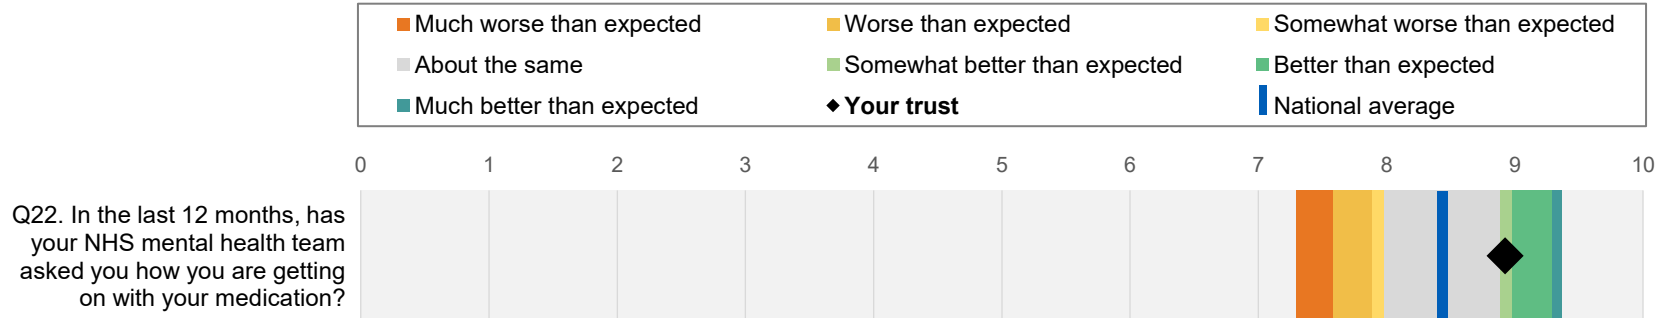 Much worse than expected
Worse than expected
Somewhat worse than expected
About the same
Somewhat better than expected
Better than expected
Much better than expected
Your trust
National average
0 1 2 3 4 5 6 7 8 9 10
Q22. In the last 12 months, has
your NHS mental health team
asked you how you are getting
on with your medication?